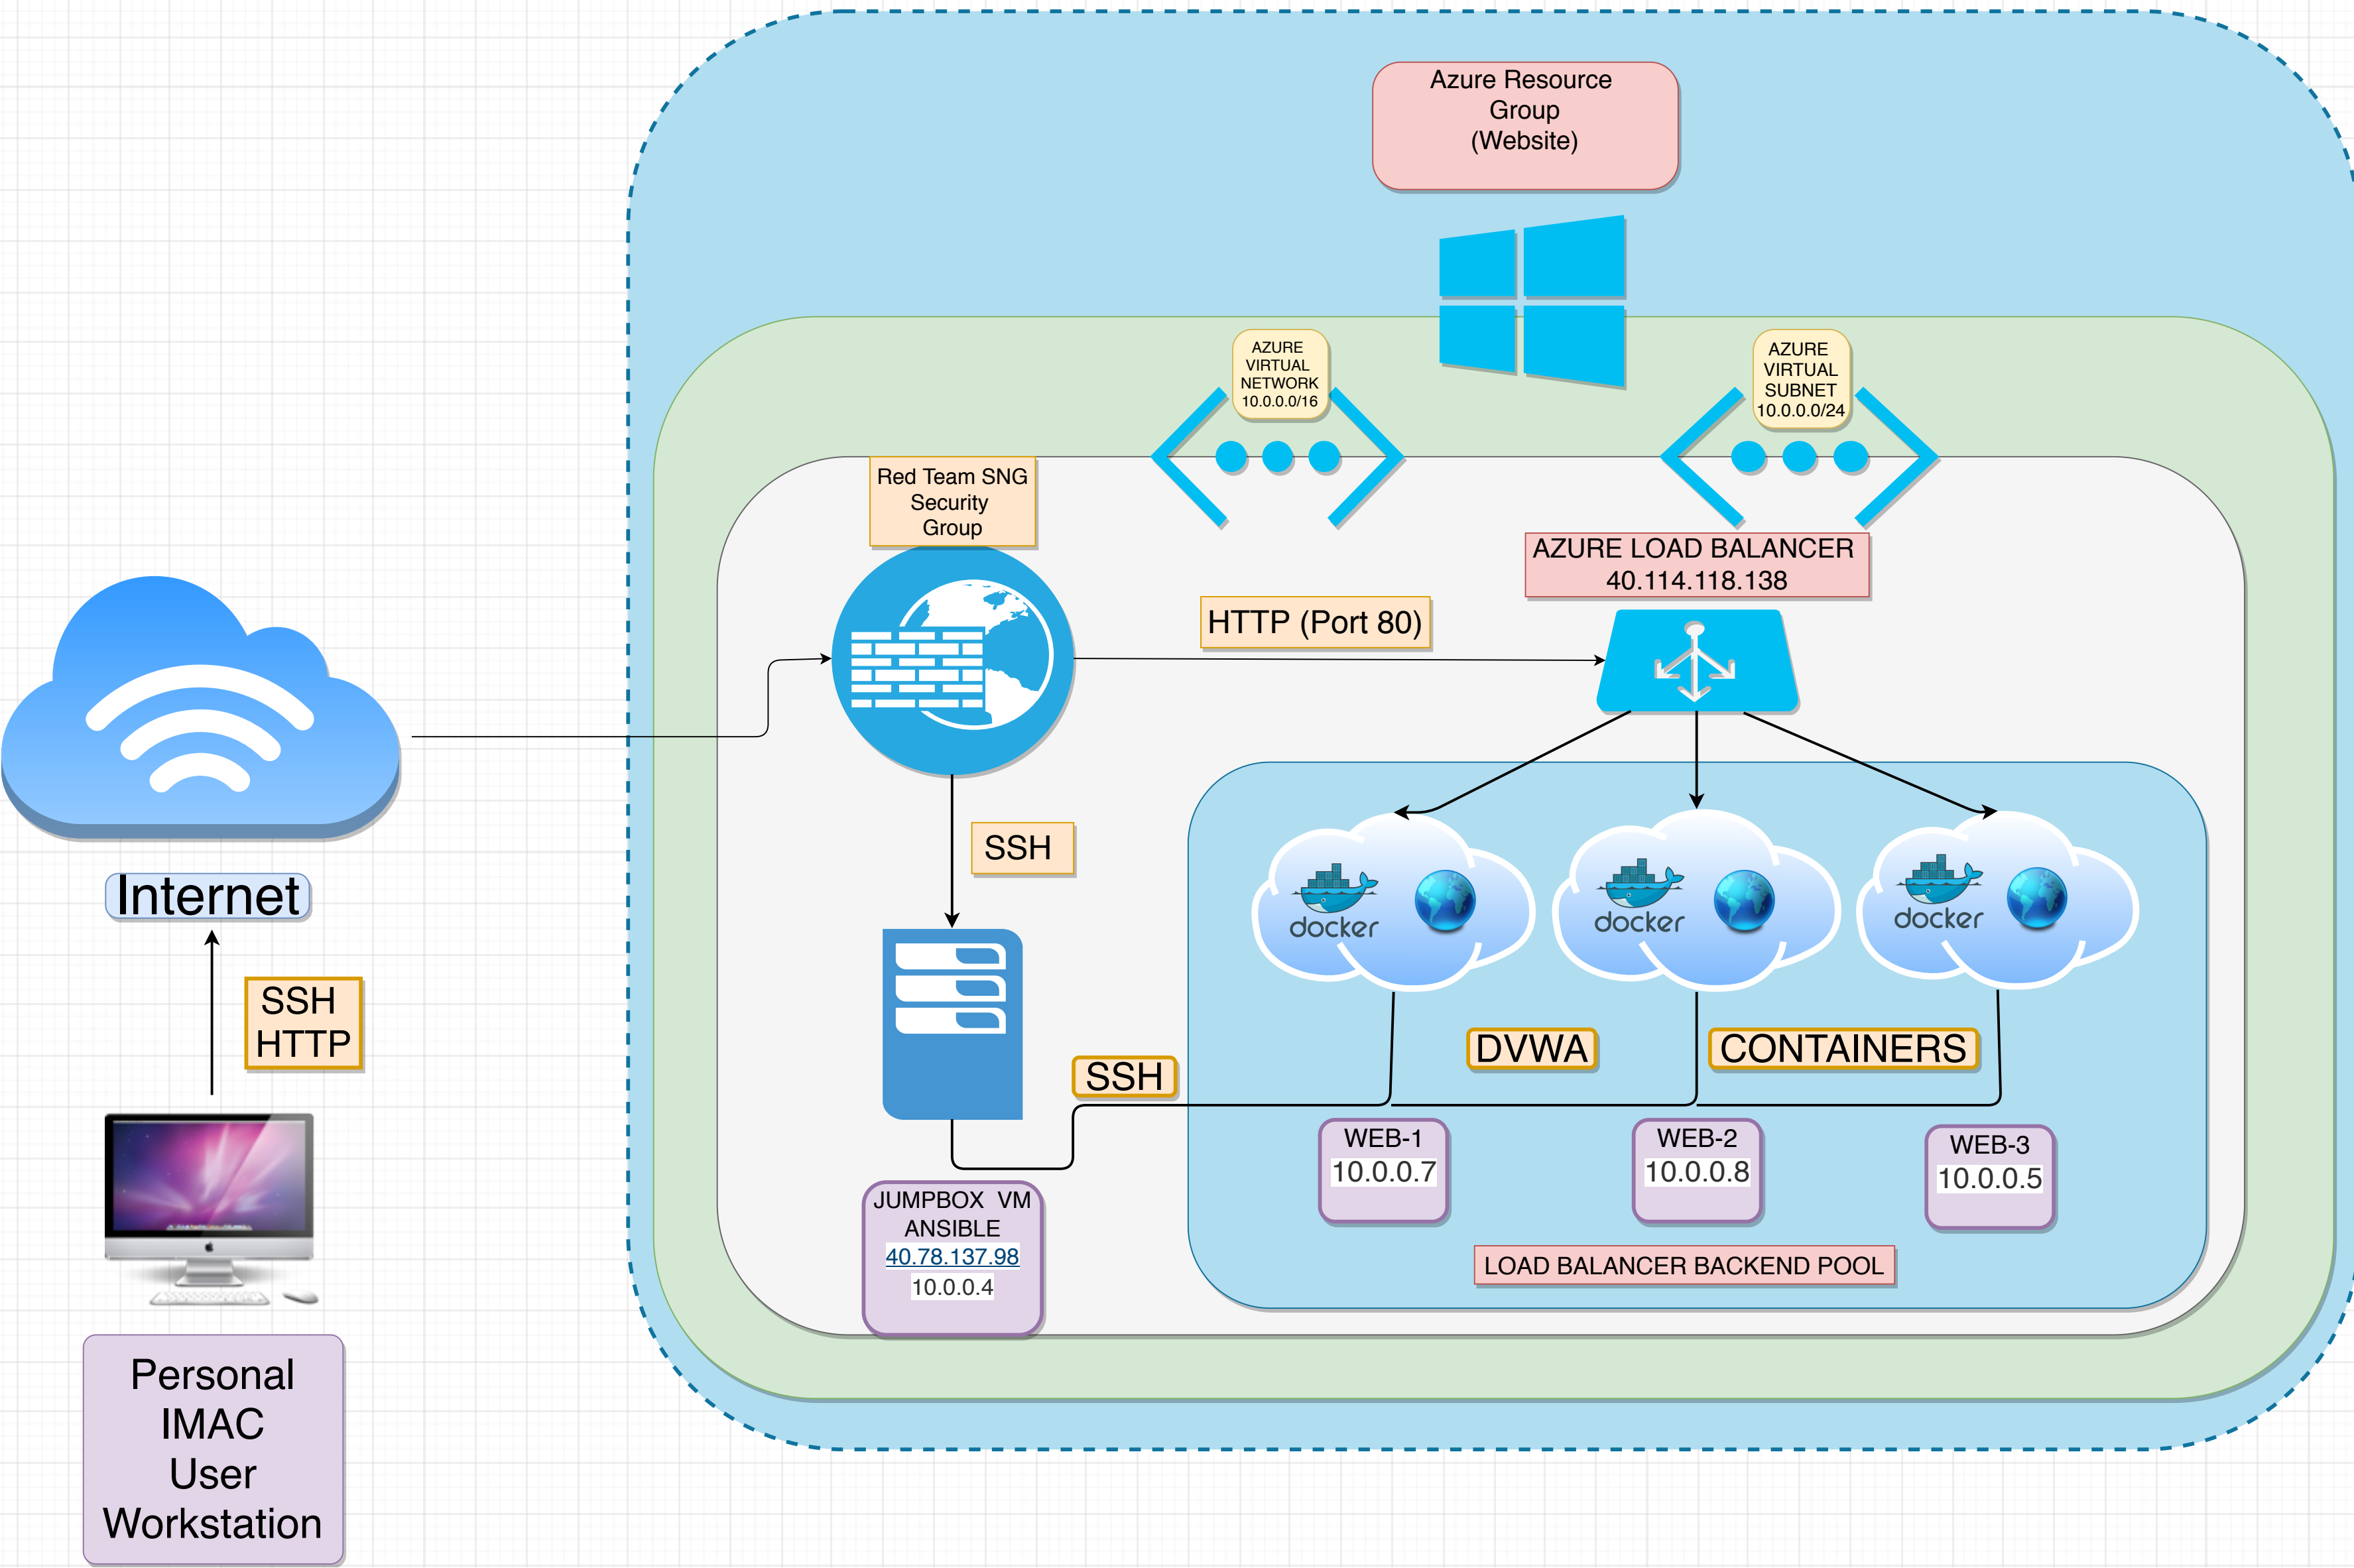 Azure Resource
Group
(Website)
AZURE
VIRTUAL
NETWORK
10.0.0.0/16
AZURE
VIRTUAL
SUBNET
10.0.0.0/24
Red Team SNG
Security
Group
AZURE LOAD BALANCER
40.114.118.138
HTTP (Port 80)
SSH
Internet
SSH
HTTP
docker
docker
docker
DVWA
CONTAINERS
SSH
WEB-1
10.0.0.7
WEB-2
10.0.0.8
WEB-3
10.0.0.5
JUMPBOX VM
ANSIBLE
40.78.137.98
10.0.0.4
LOAD BALANCER BACKEND POOL
Personal
IMAC
User
Workstation